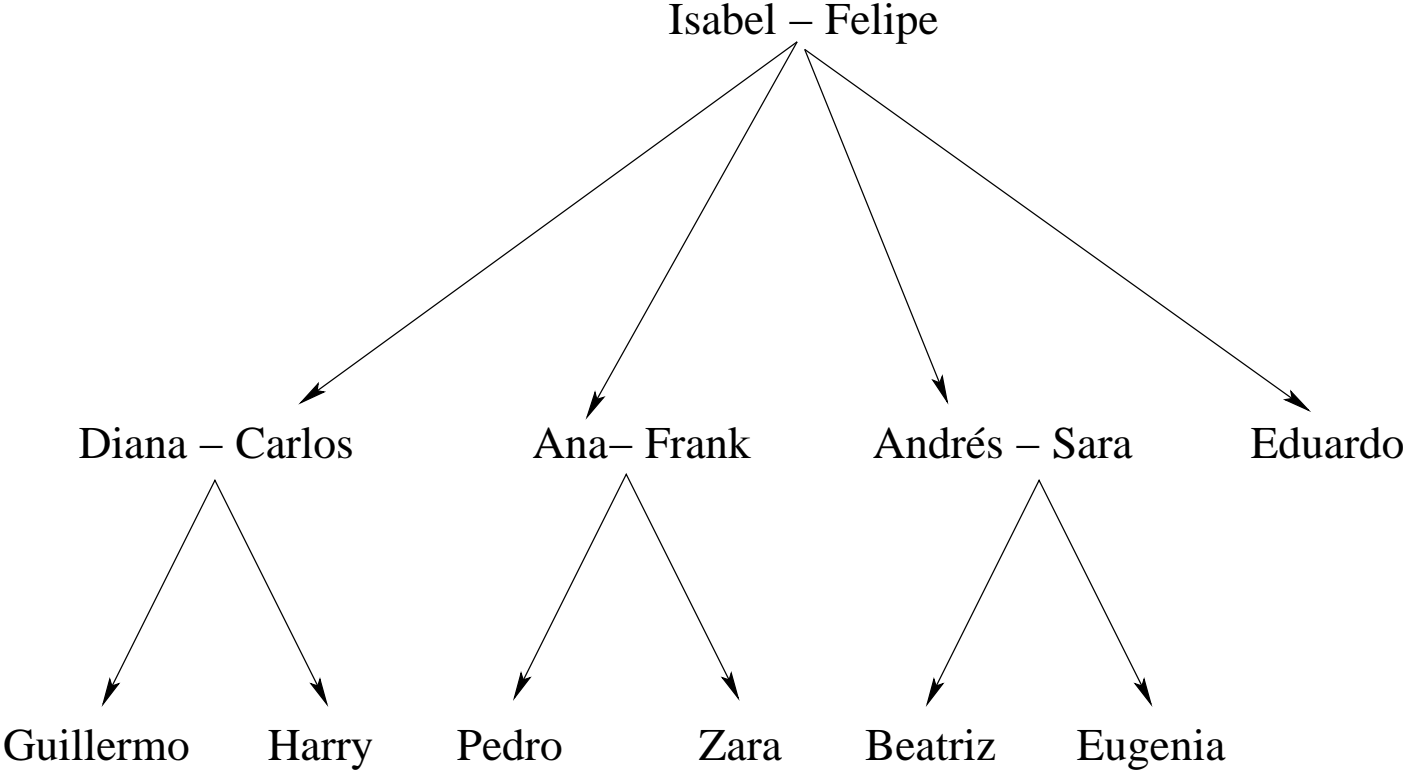 Isabel – Felipe
Diana – Carlos Ana– Frank Andrés – Sara Eduardo
Guillermo Harry Pedro Zara Beatriz Eugenia